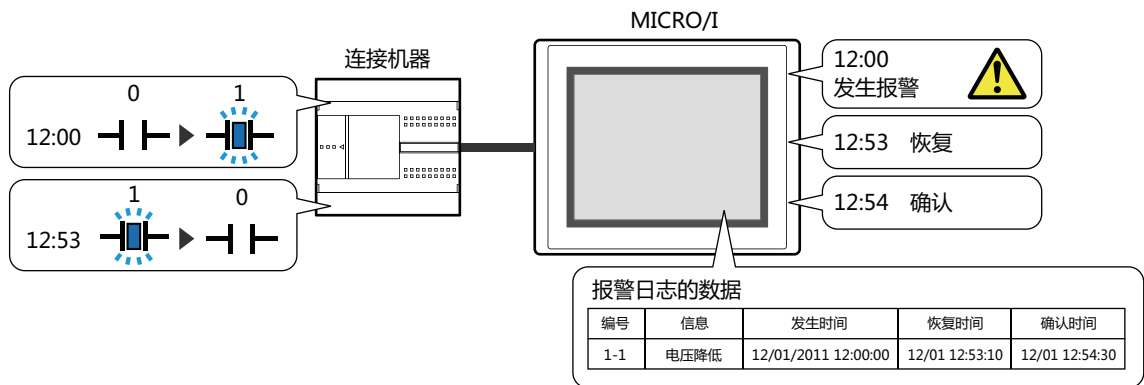 MICRO/I
连接机器
0 1
12:00
1 0
12:53
12:00
发生报警
12:53 恢复
12:54 确认
报警日志的数据
编号 信息 发生时间 恢复时间 确认时间
1-1 电压降低 12/01/2011 12:00:00 12/01 12:53:10 12/01 12:54:30